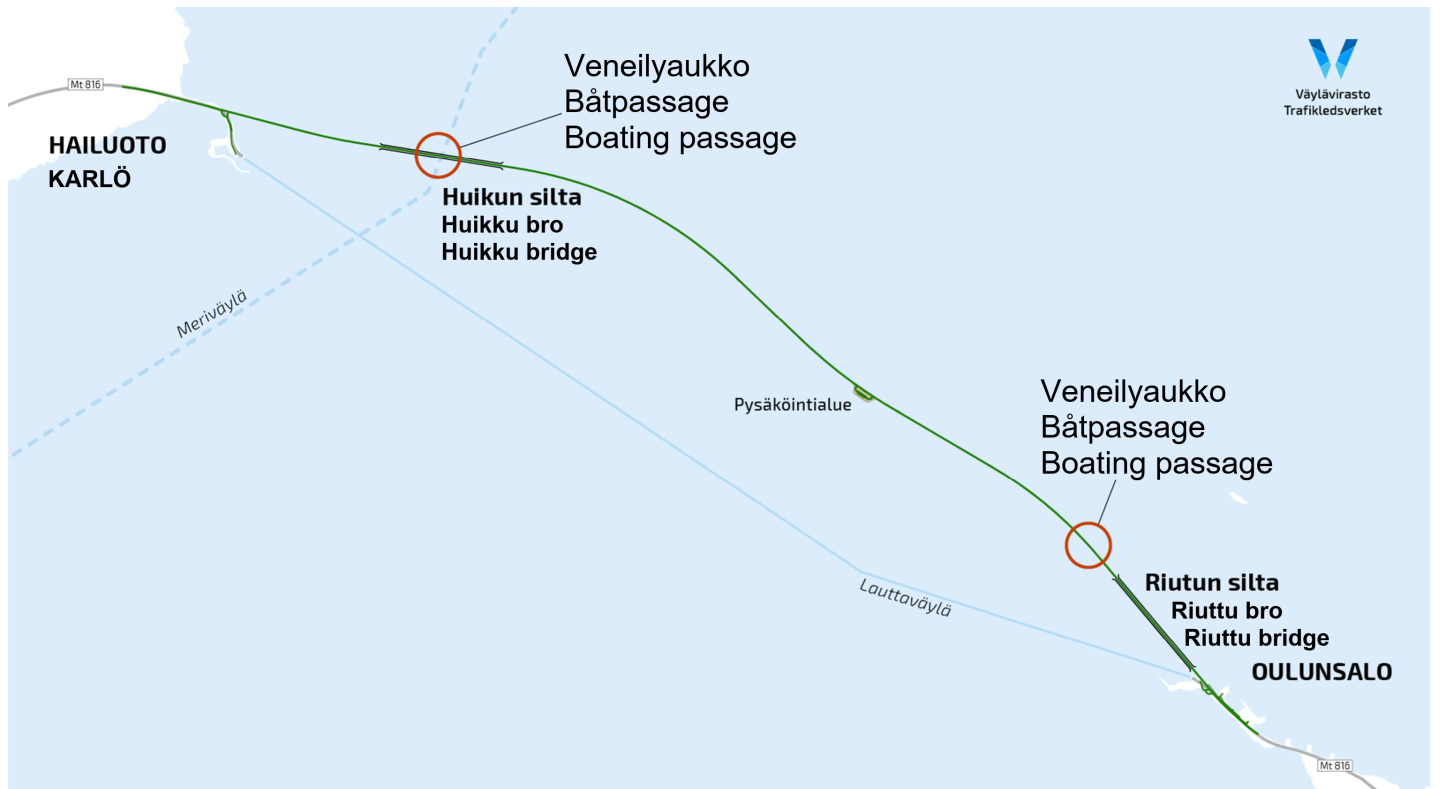 Veneilyaukko
Båtpassage
Boating passage
Väylävirasto
Trafikledsverket
Mt 816
HAILUOTO
KARLÖ
Huikun silta
Huikku bro
Huikku bridge
Meriväylä
Pysäköintialue
Veneilyaukko
Båtpassage
Boating passage
Lauttaväylä
Riutun silta
Riuttu bro
Riuttu bridge
OULUNSALO
Mt 816